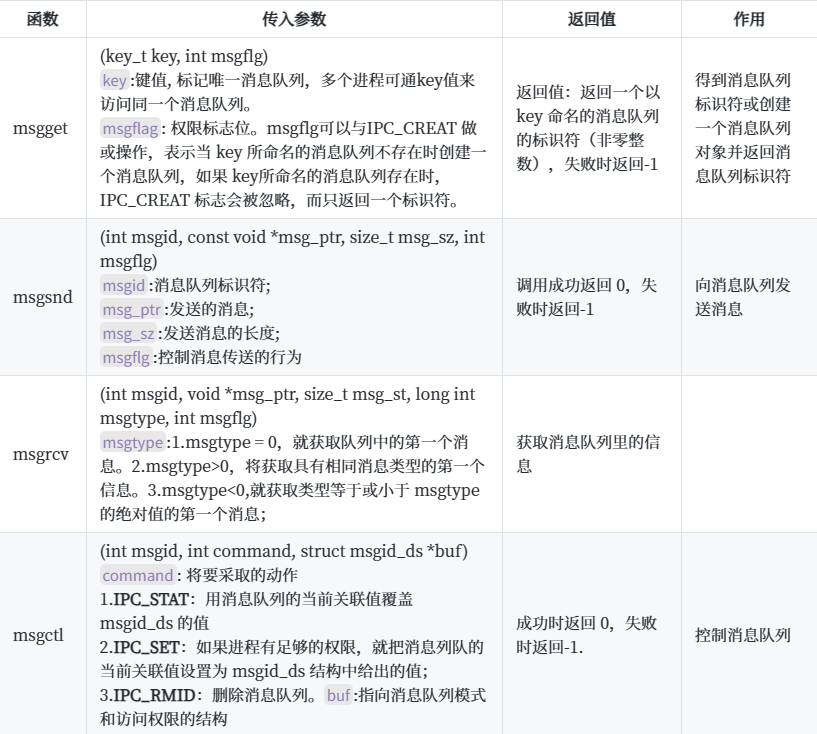 函数 传入参数 返回值 作用
msgget
(key_t key, int msgflg)
key:键值, 标记唯一消息队列，多个进程可通key值来
访问同一个消息队列。
msgflag: 权限标志位。msgflg可以与IPC_CREAT 做
或操作，表示当 key 所命名的消息队列不存在时创建一
个消息队列，如果 key所命名的消息队列存在时,
IPC_CREAT 标志会被忽略，而只返回一个标识符。
返回值：返回一个以
key 命名的消息队列
的标识符（非零整
数），失败时返回-1
得到消息队列
标识符或创建
一个消息队列
对象并返回消
息队列标识符
msgsnd
(int msgid, const void *msg_ptr, size_t msg_sz, int
msgflg)
msgid:消息队列标识符;
msg_ptr:发送的消息;
msg_sz:发送消息的长度;
msgflg:控制消息传送的行为
调用成功返回 0，失
败时返回-1
向消息队列发
送消息
msgrcv
(int msgid, void *msg_ptr, size_t msg_st, long int
msgtype, int msgflg)
msgtype:1.msgtype = 0，就获取队列中的第一个消
息。2.msgtype>0，将获取具有相同消息类型的第一个
信息。3.msgtype<0,就获取类型等于或小于 msgtype
的绝对值的第一个消息；
获取消息队列里的信
息
msgctl
(int msgid, int command, struct msgid_ds *buf)
command: 将要采取的动作
1.IPC_STAT：用消息队列的当前关联值覆盖
msgid_ds 的值
2.IPC_SET：如果进程有足够的权限，就把消息列队的
当前关联值设置为 msgid_ds 结构中给出的值；
3.IPC_RMID：删除消息队列。buf:指向消息队列模式
和访问权限的结构
成功时返回 0，失败
时返回-1.
控制消息队列